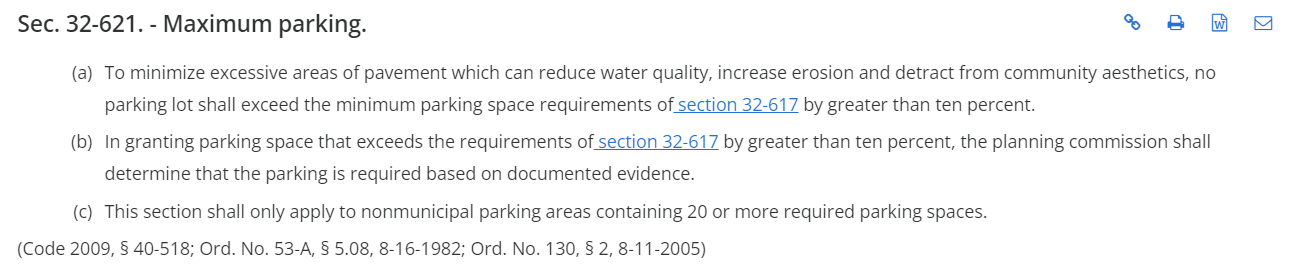 Sec. 32-621. - Maximum parking.
(a) To minimize excessive areas of pavement which can reduce water quality, increase erosion and detract from community aesthetics, no
parking lot shall exceed the minimum parking space requirements of section 32-617 by greater than ten percent.
(b) In granting parking space that exceeds the requirements of section 32-617 by greater than ten percent, the planning commission shall
determine that the parking is required based on documented evidence.
(c) This section shall only apply to nonmunicipal parking areas containing 20 or more required parking spaces.
(Code 2009, § 40-518; Ord. No. 53-A, § 5.08, 8-16-1982; Ord. No. 130, § 2, 8-11-2005)